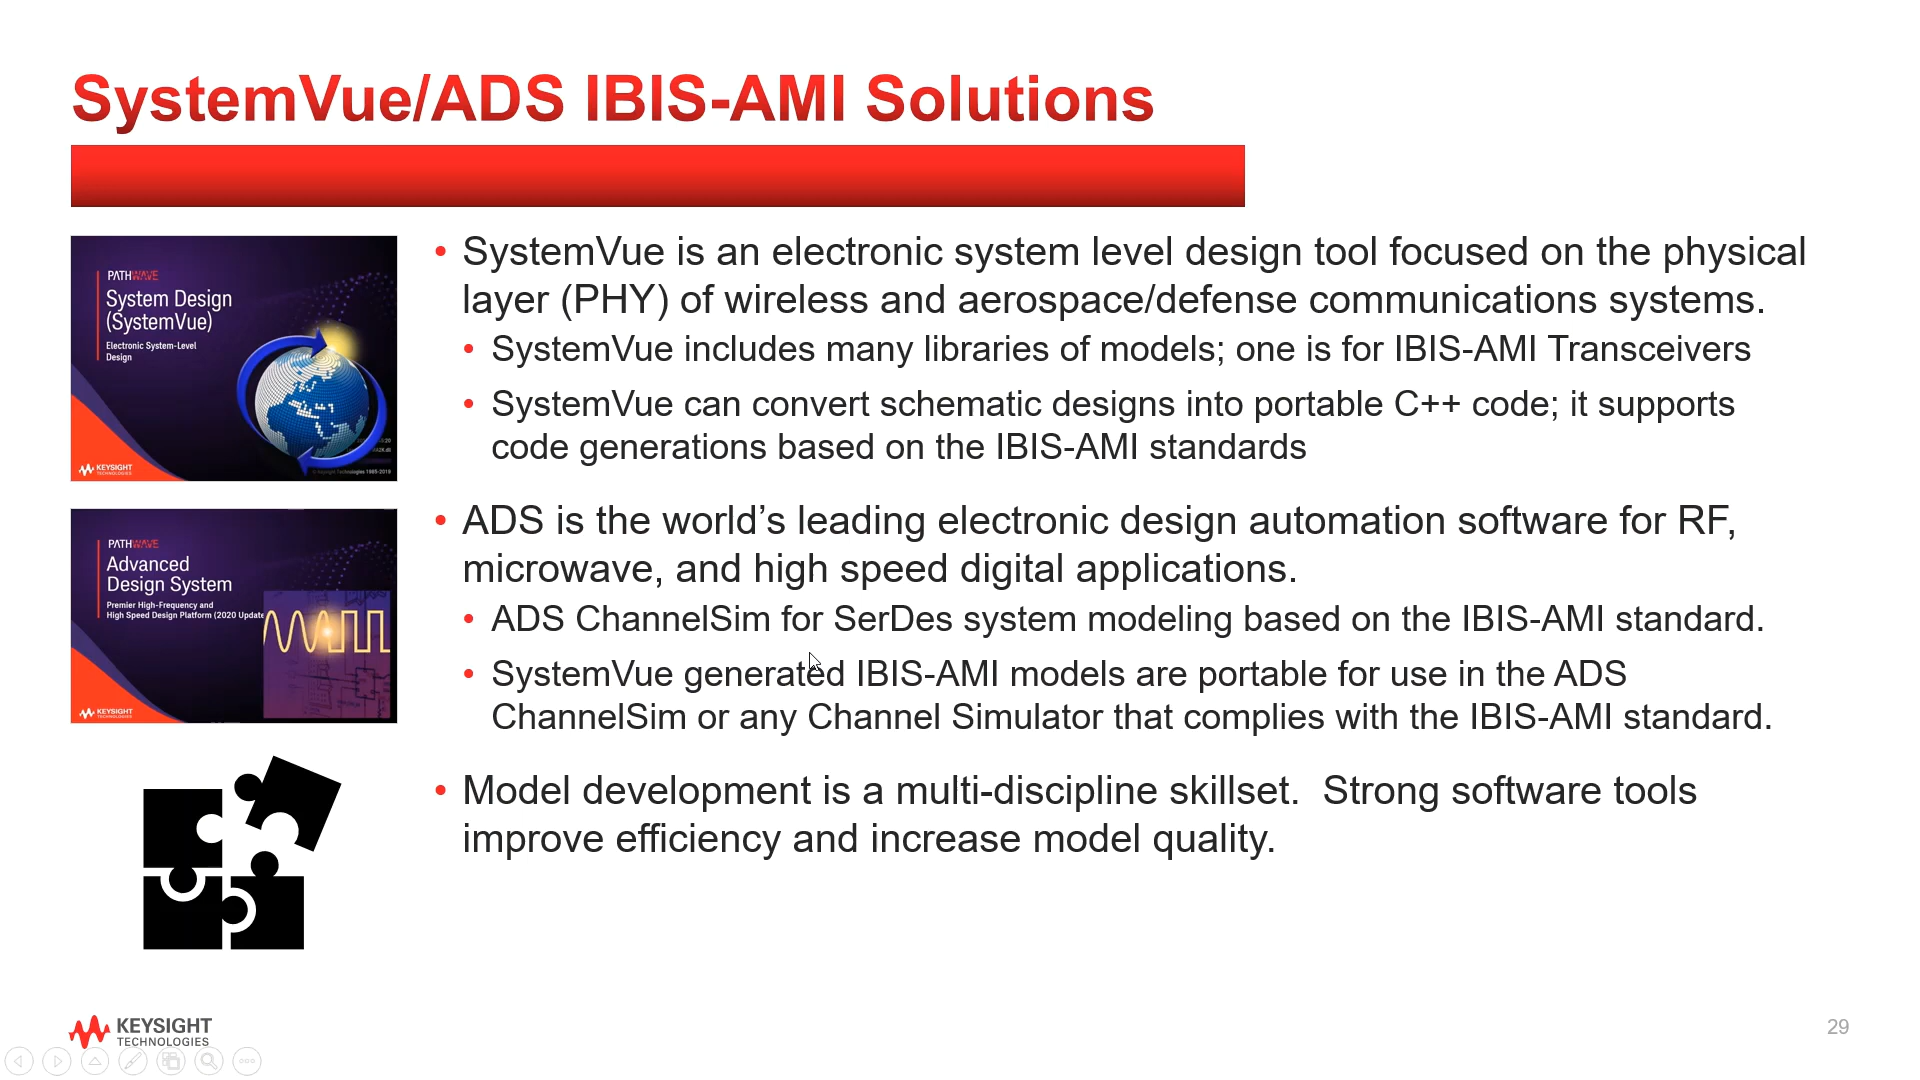 SystemVue/ADS IBIS-AMI Solutions
PATHWAVE
System Design
(SystemVue)
Electronic System-Level
Design
KEYSIGHT
TECHNOLOGIES
© Keysight Technologies 1985-2019
• SystemVue is an electronic system level design tool focused on the physical
layer (PHY) of wireless and aerospace/defense communications systems.
• SystemVue includes many libraries of models; one is for IBIS-AMI Transceivers
• SystemVue can convert schematic designs into portable C++ code; it supports
code generations based on the IBIS-AMI standards
PATHWAVE
Advanced
Design System
Premier High-Frequency and
High Speed Design Platform (2020 Update
KEYSIGHT
TECHNOLOGIES
• ADS is the world’s leading electronic design automation software for RF,
microwave, and high speed digital applications.
• ADS ChannelSim for SerDes system modeling based on the IBIS-AMI standard.
• SystemVue generated IBIS-AMI models are portable for use in the ADS
ChannelSim or any Channel Simulator that complies with the IBIS-AMI standard.
• Model development is a multi-discipline skillset.  Strong software tools
improve efficiency and increase model quality.
KEYSIGHT
TECHNOLOGIES
29